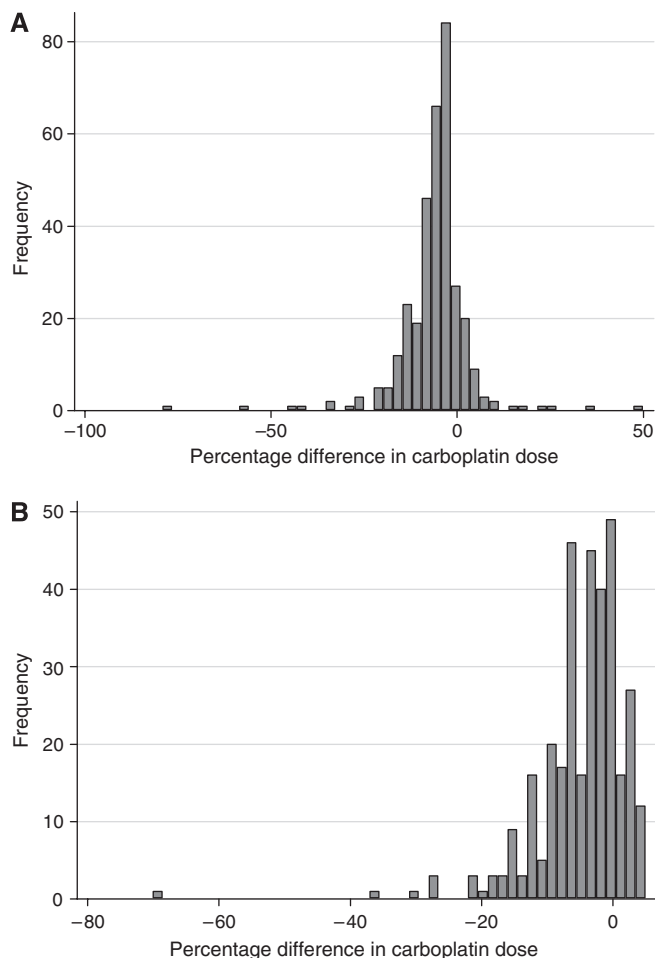 A
80
60
40
20
0
Frequency
−100 −50 0 50
Percentage difference in carboplatin dose
B
50
40
30
20
10
0
Frequency
−80 −60 −40 −20 0
Percentage difference in carboplatin dose